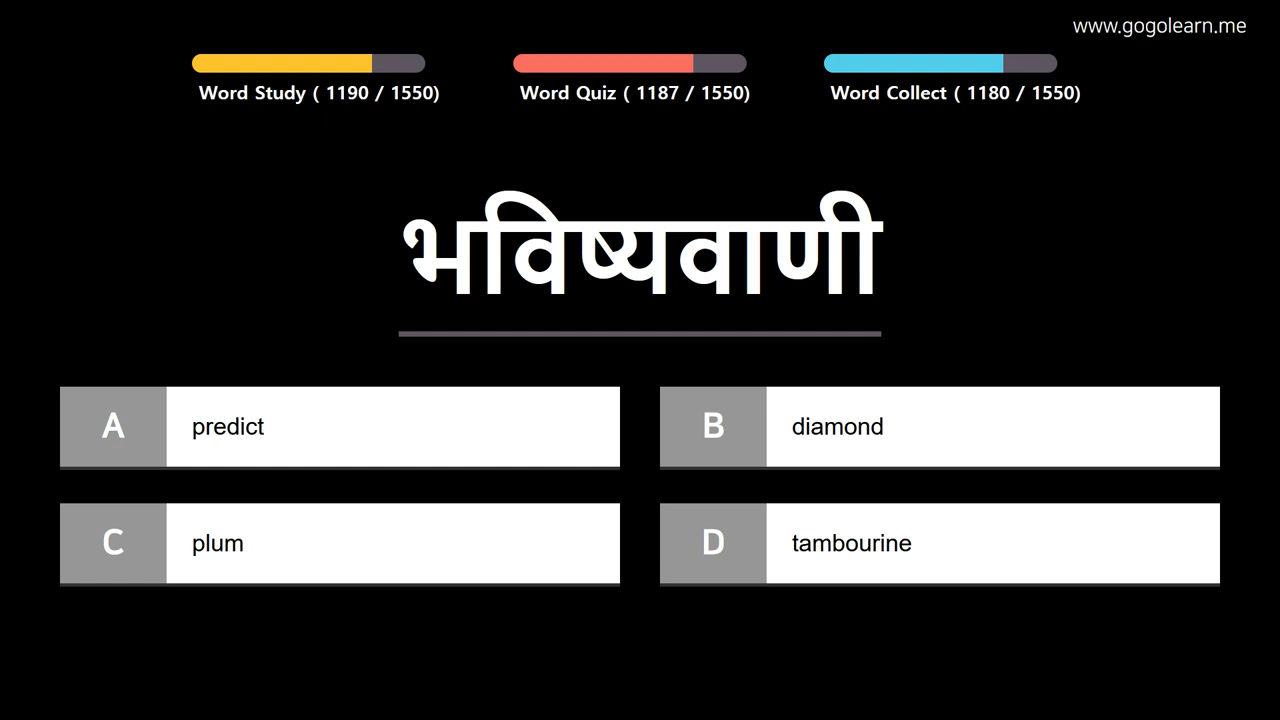 www.gogolearn.me
Word Study ( 1190 / 1550)
Word Quiz ( 1187 / 1550)
Word Collect ( 1180 / 1550)
भविष्यवाणी
A predict
B diamond
C plum
D tambourine